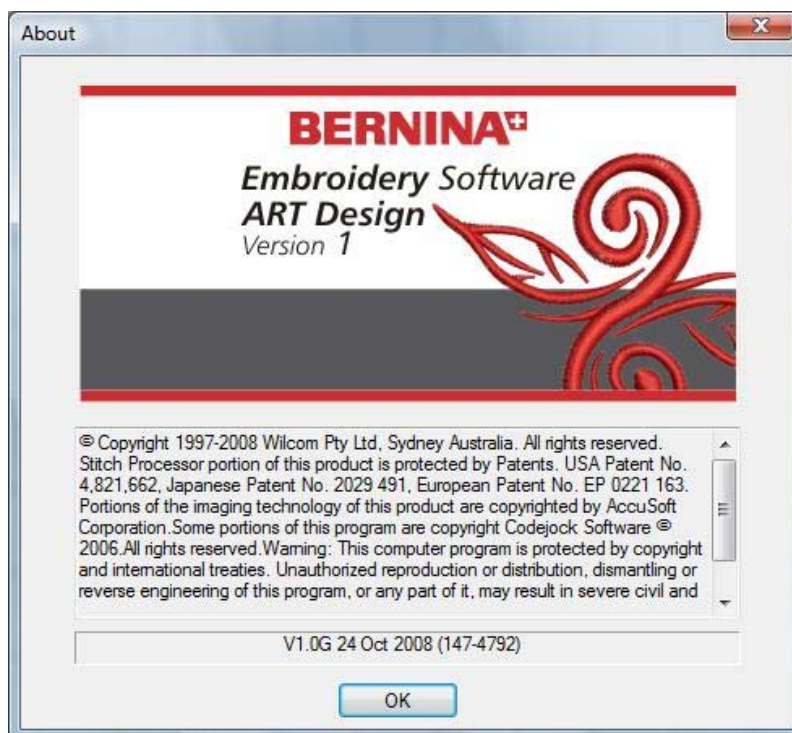 About
BERNINA
Embroidery Software
ART Design
Version 1
© Copyright 1997-2008 Wilcom Pty Ltd, Sydney Australia. All rights reserved.
Stitch Processor portion of this product is protected by Patents. USA Patent No.
4,821,662, Japanese Patent No. 2029 491, European Patent No. EP 0221 163.
Portions of the imaging technology of this product are copyrighted by AccuSoft
Corporation.Some portions of this program are copyright Codejock Software ©
2006.All rights reserved.Warning: This computer program is protected by copyright
and international treaties. Unauthorized reproduction or distribution, dismantling or
reverse engineering of this program, or any part of it, may result in severe civil and
V1.0G 24 Oct 2008 (147-4792)
OK